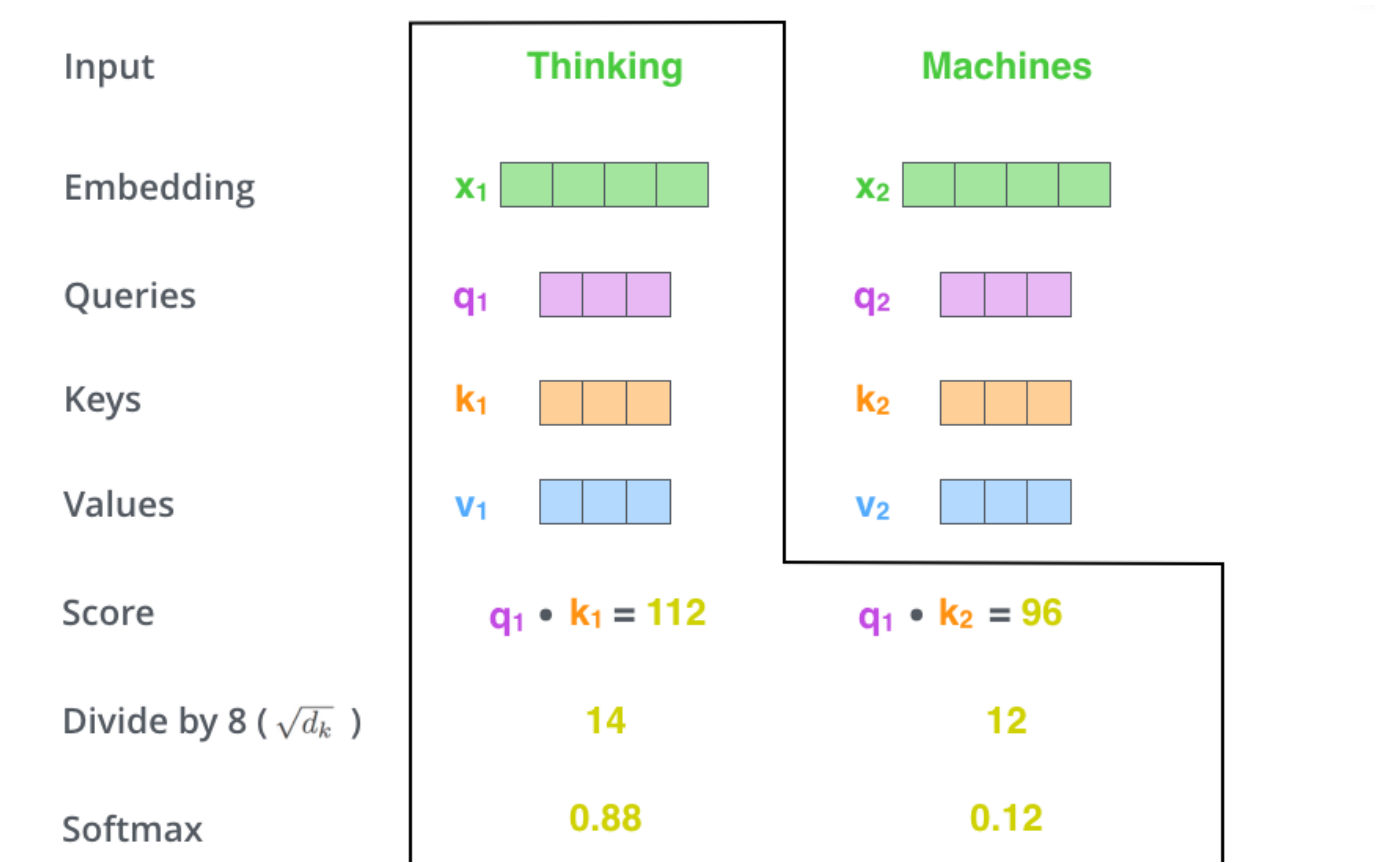 Input Thinking Machines
Embedding x1 x2
Queries q1 q2
Keys k1 k2
Values v1 v2
Score q1 • k1 = 112 q1 • k2 = 96
Divide by 8 ( √dk ) 14 12
Softmax 0.88 0.12